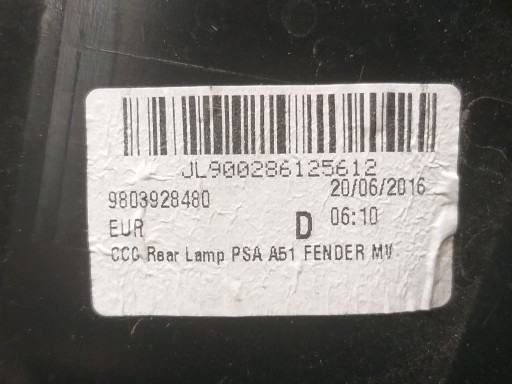 JL900286125612
9803928480
20/06/2016
EUR
D
06:10
CCC Rear Lamp PSA A51 FENDER MV